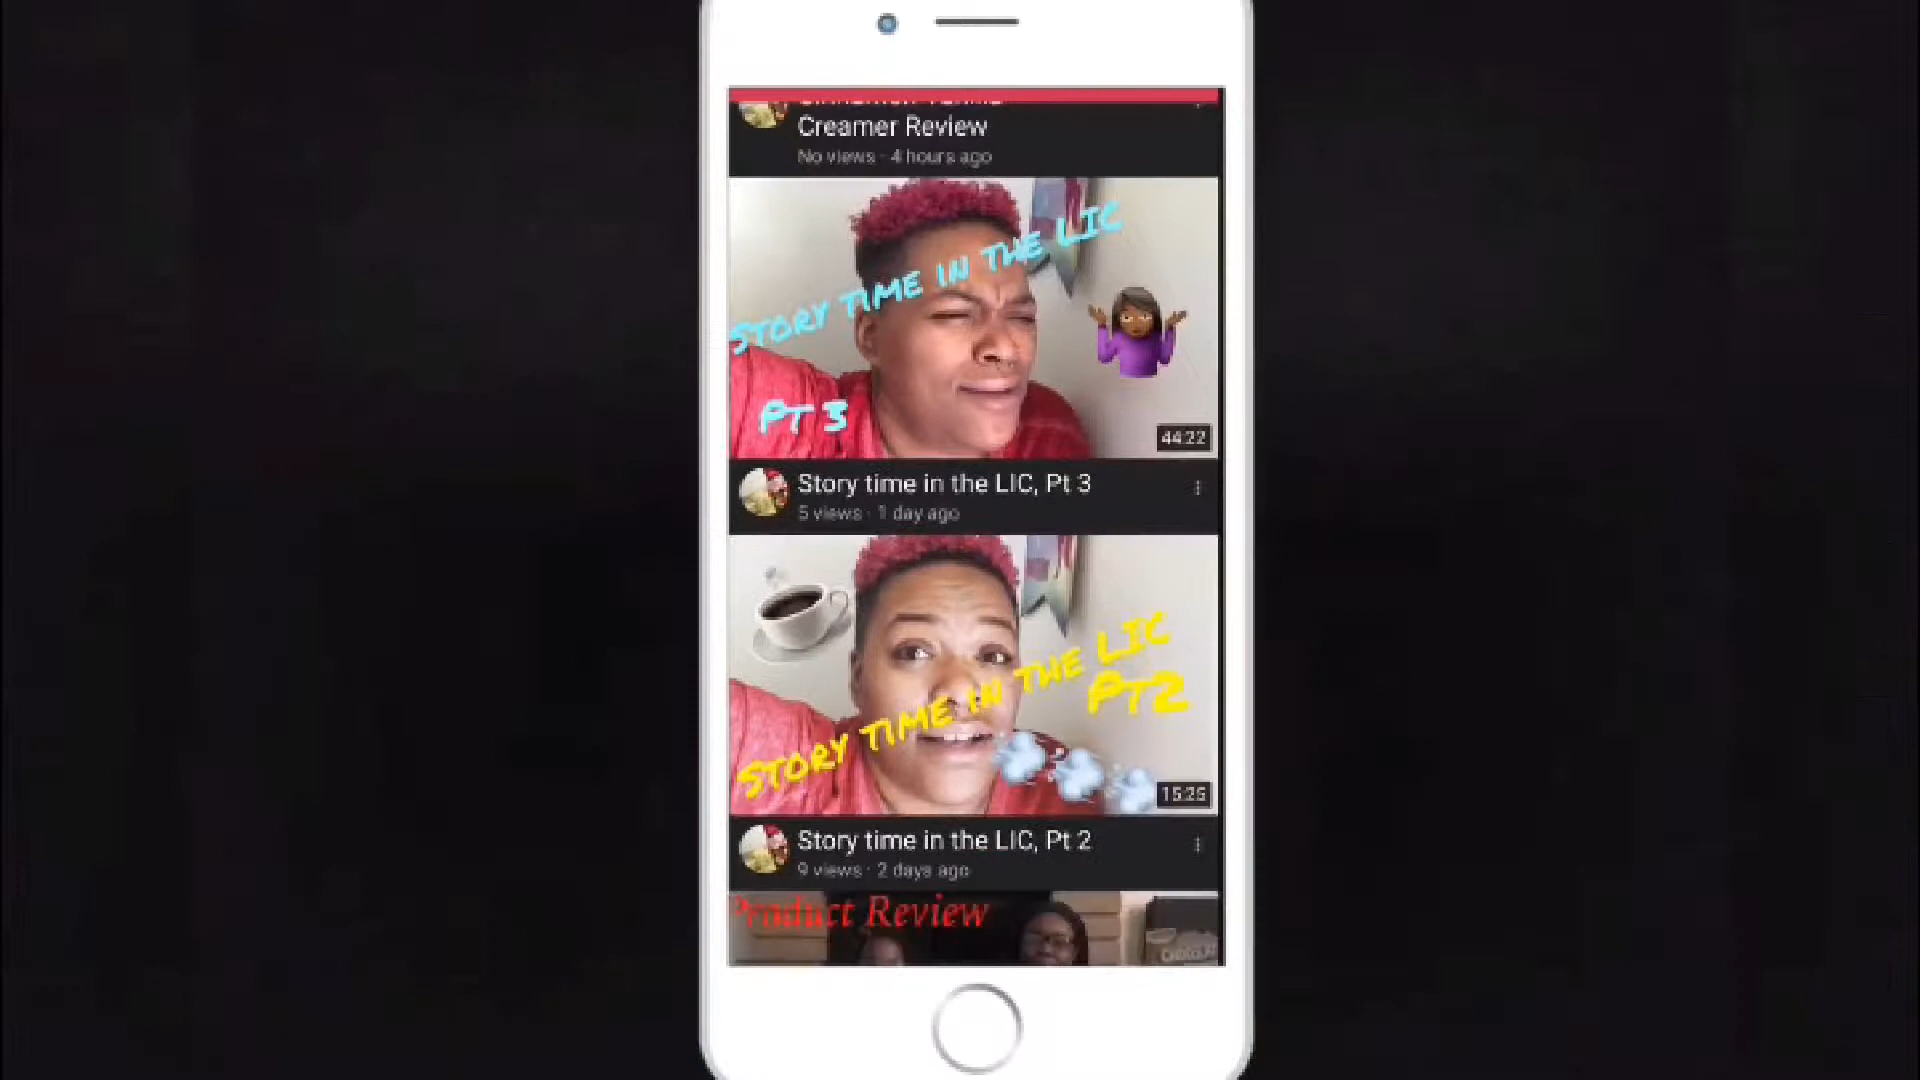 Creamer Review
No views · 4 hours ago
STORY TIME IN THE LIC
PT 3
44:22
Story time in the LIC, Pt 3
5 views · 1 day ago
STORY TIME IN THE LIC
PT2
15:25
Story time in the LIC, Pt 2
9 views · 2 days ago
Product Review